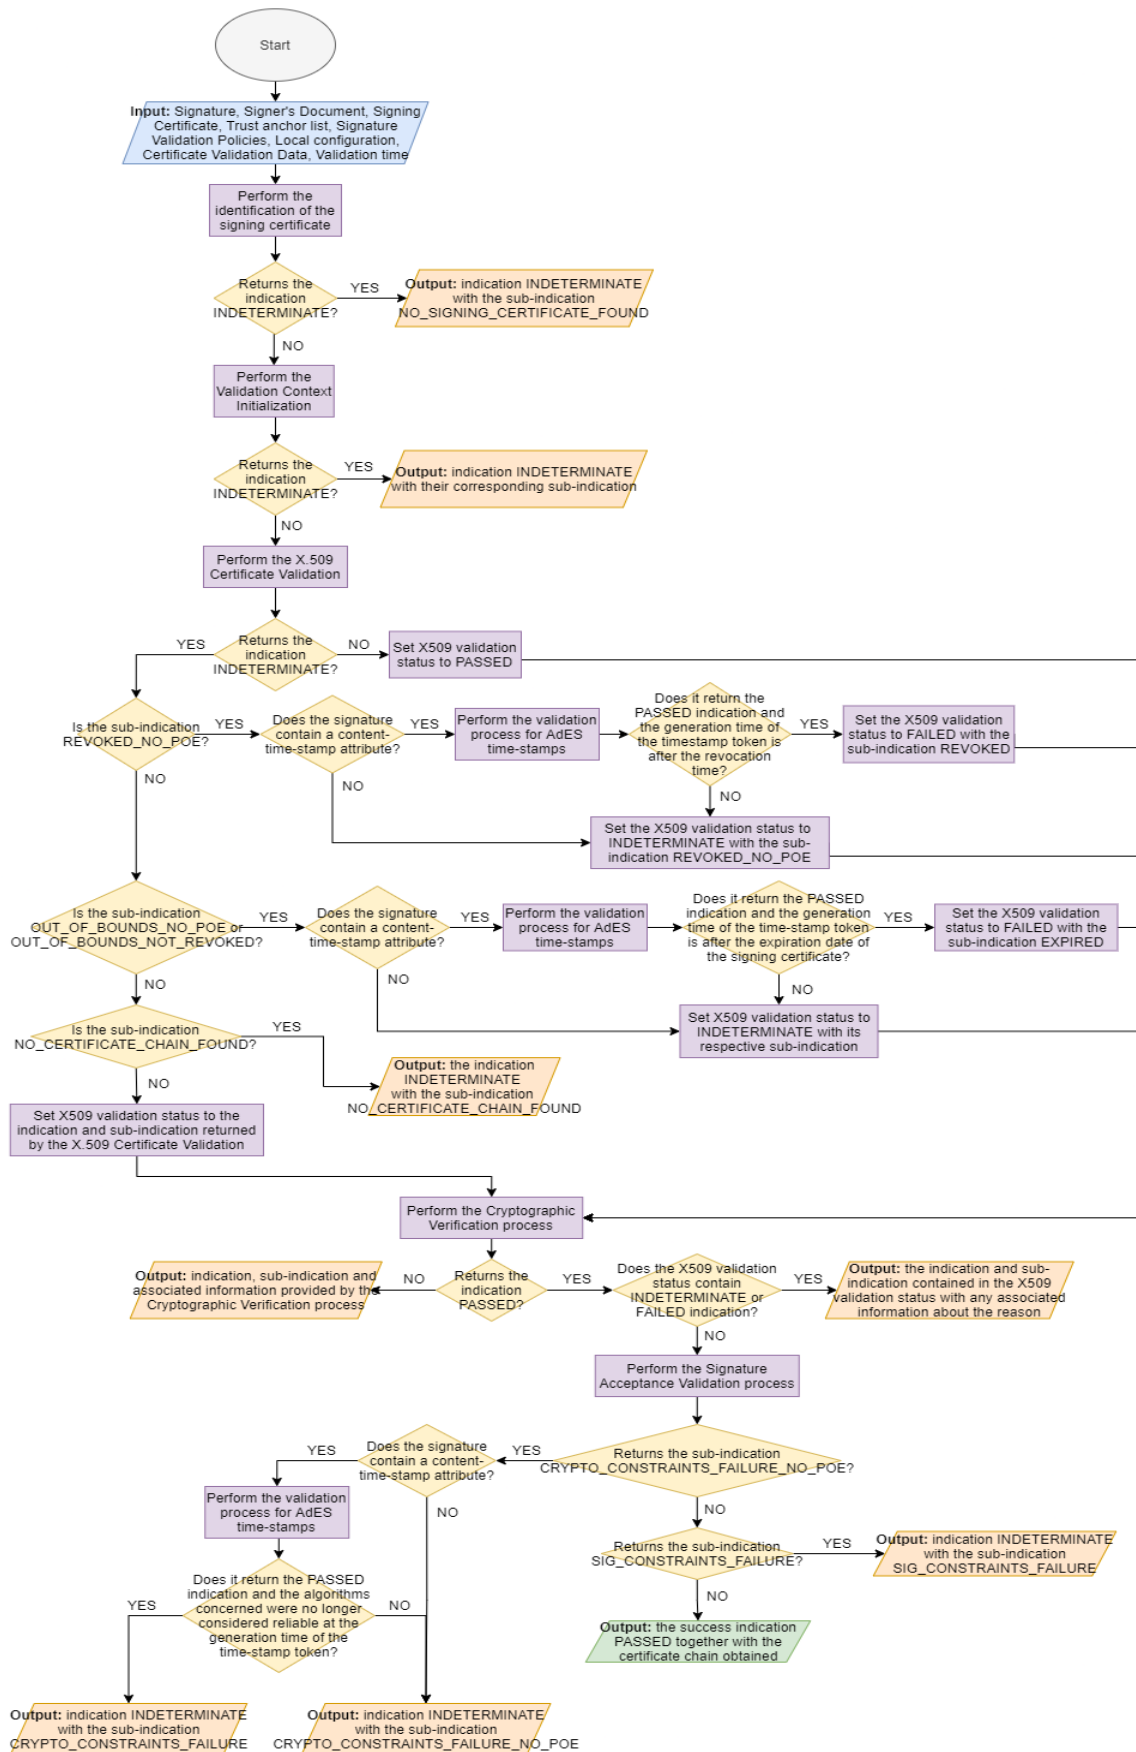 Start
Input: Signature, Signer's Document, Signing
Certificate, Trust anchor list, Signature
Validation Policies, Local configuration,
Certificate Validation Data, Validation time
Perform the
identification of the
signing certificate
Returns the
indication
INDETERMINATE?
YES
Output: indication INDETERMINATE
with the sub-indication
NO_SIGNING_CERTIFICATE_FOUND
NO
Perform the
Validation Context
Initialization
Returns the
indication
INDETERMINATE?
YES
Output: indication INDETERMINATE
with their corresponding sub-indication
NO
Perform the X.509
Certificate Validation
YES
Returns the
indication
INDETERMINATE?
NO
Set X509 validation
status to PASSED
Is the sub-indication
REVOKED_NO_POE?
YES
Does the signature
contain a content-
time-stamp attribute?
YES
Perform the validation
process for AdES
time-stamps
Does it return the
PASSED indication and
the generation time of
the timestamp token is
after the revocation
time?
YES
Set the X509 validation
status to FAILED with the
sub-indication REVOKED
NO
NO
NO
Set the X509 validation status to
INDETERMINATE with the sub-
indication REVOKED_NO_POE
Is the sub-indication
OUT_OF_BOUNDS_NO_POE or
OUT_OF_BOUNDS_NOT_REVOKED?
YES
Does the signature
contain a content-
time-stamp attribute?
YES
Perform the validation
process for AdES
time-stamps
Does it return the PASSED
indication and the generation
time of the time-stamp token
is after the expiration date of
the signing certificate?
YES
Set the X509 validation
status to FAILED with the
sub-indication EXPIRED
NO
NO
NO
Set X509 validation status to
INDETERMINATE with its
respective sub-indication
Is the sub-indication
NO_CERTIFICATE_CHAIN_FOUND?
YES
Output: the indication
INDETERMINATE
with the sub-indication
NO_CERTIFICATE_CHAIN_FOUND
NO
Set X509 validation status to the
indication and sub-indication returned
by the X.509 Certificate Validation
Perform the Cryptographic
Verification process
Output: indication, sub-indication and
associated information provided by the
Cryptographic Verification process
NO
Returns the
indication
PASSED?
YES
Does the X509 validation
status contain
INDETERMINATE or
FAILED indication?
YES
Output: the indication and sub-
indication contained in the X509
validation status with any associated
information about the reason
NO
Perform the Signature
Acceptance Validation process
YES
Does the signature
contain a content-
time-stamp attribute?
YES
Returns the sub-indication
CRYPTO_CONSTRAINTS_FAILURE_NO_POE?
Perform the validation
process for AdES
time-stamps
NO
NO
Returns the sub-indication
SIG_CONSTRAINTS_FAILURE?
YES
Output: indication INDETERMINATE
with the sub-indication
SIG_CONSTRAINTS_FAILURE
YES
Does it return the PASSED
indication and the algorithms
concerned were no longer
considered reliable at the
generation time of the
time-stamp token?
NO
NO
Output: the success indication
PASSED together with the
certificate chain obtained
Output: indication INDETERMINATE
with the sub-indication
CRYPTO_CONSTRAINTS_FAILURE
Output: indication INDETERMINATE
with the sub-indication
CRYPTO_CONSTRAINTS_FAILURE_NO_POE